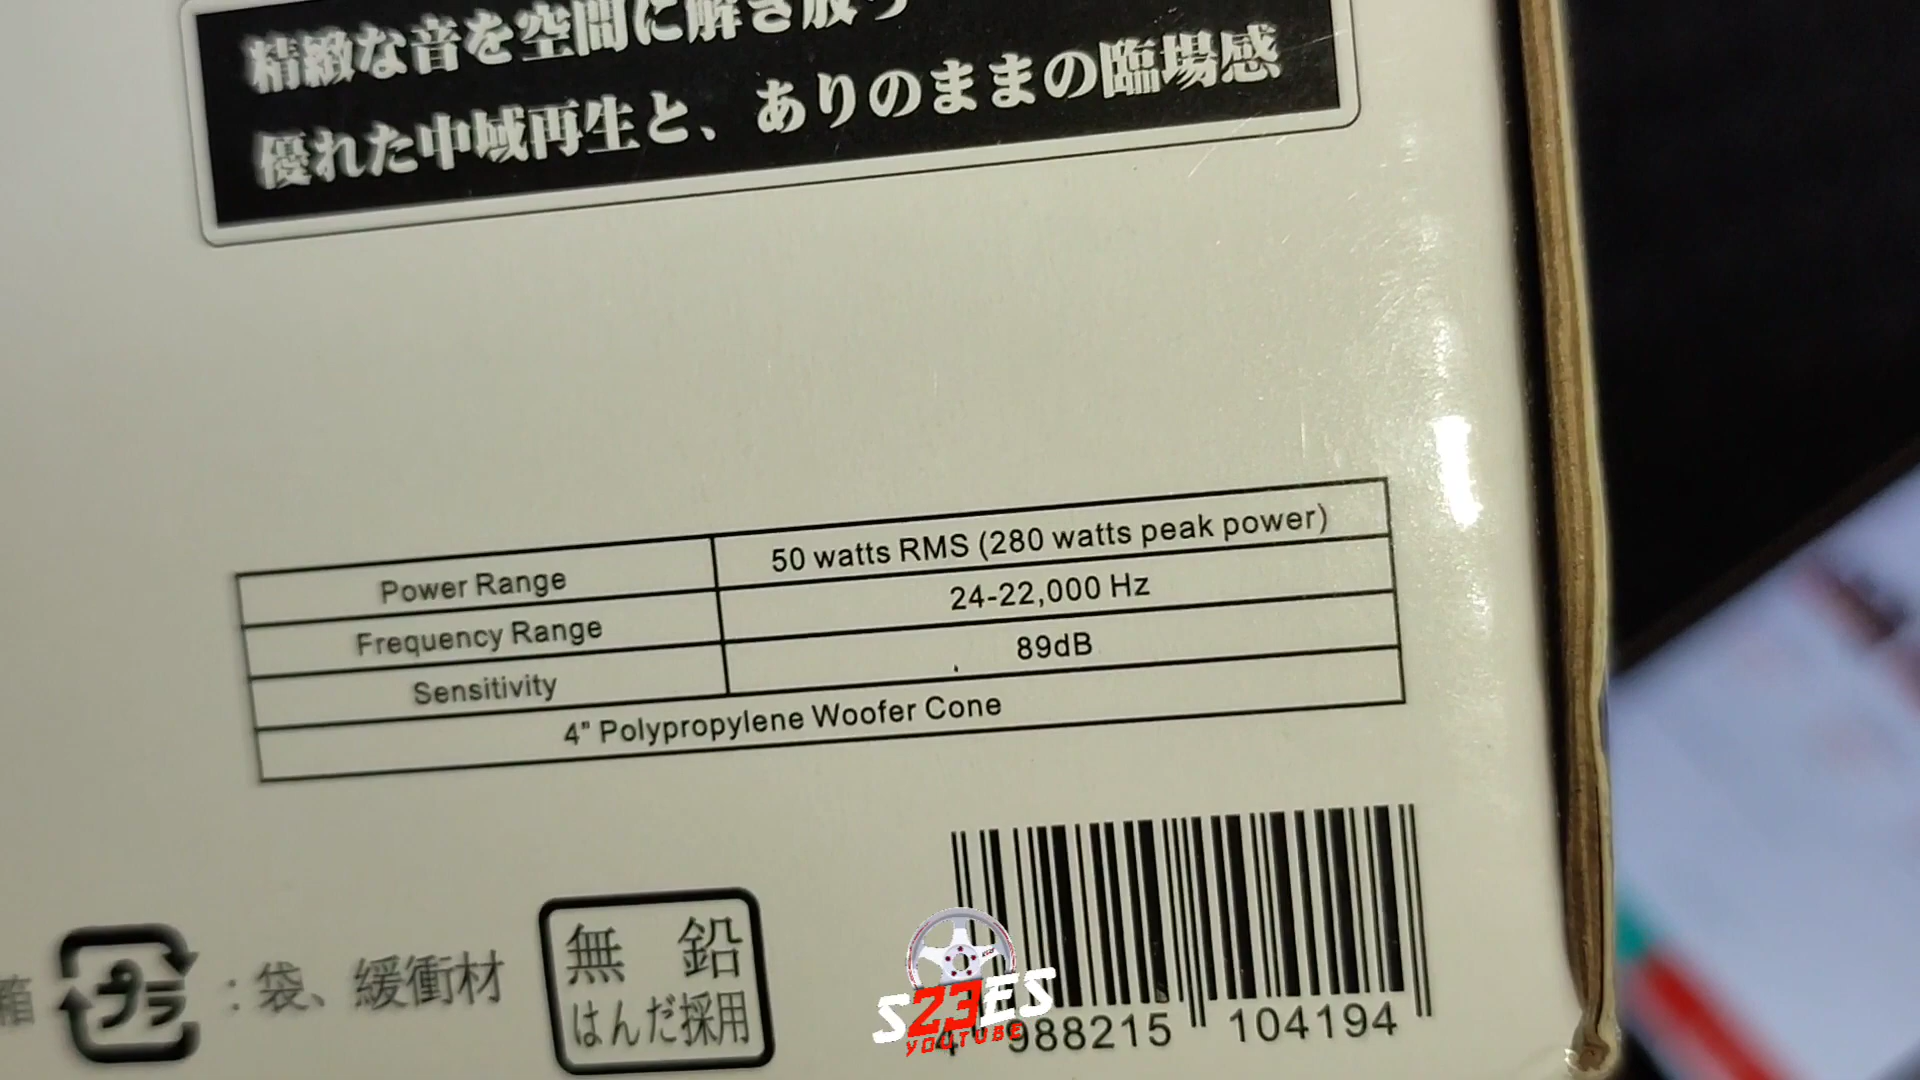 精緻な音を空間に解き放つ
優れた中域再生と、ありのままの臨場感
Power Range 50 watts RMS (280 watts peak power)
Frequency Range 24-22,000 Hz
Sensitivity 89dB
4" Polypropylene Woofer Cone
箱
プラ
:袋、緩衝材
無 鉛
はんだ採用
S23ES
YOUTUBE
4 988215 104194